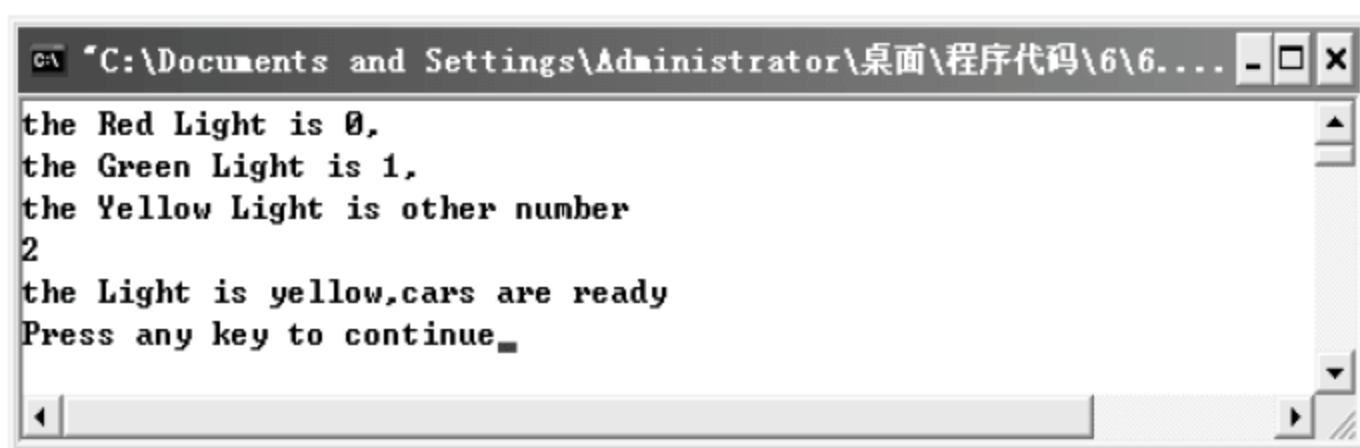 "C:\Documents and Settings\Administrator\桌面\程序代码\6\6....
the Red Light is 0,
the Green Light is 1,
the Yellow Light is other number
2
the Light is yellow,cars are ready
Press any key to continue_